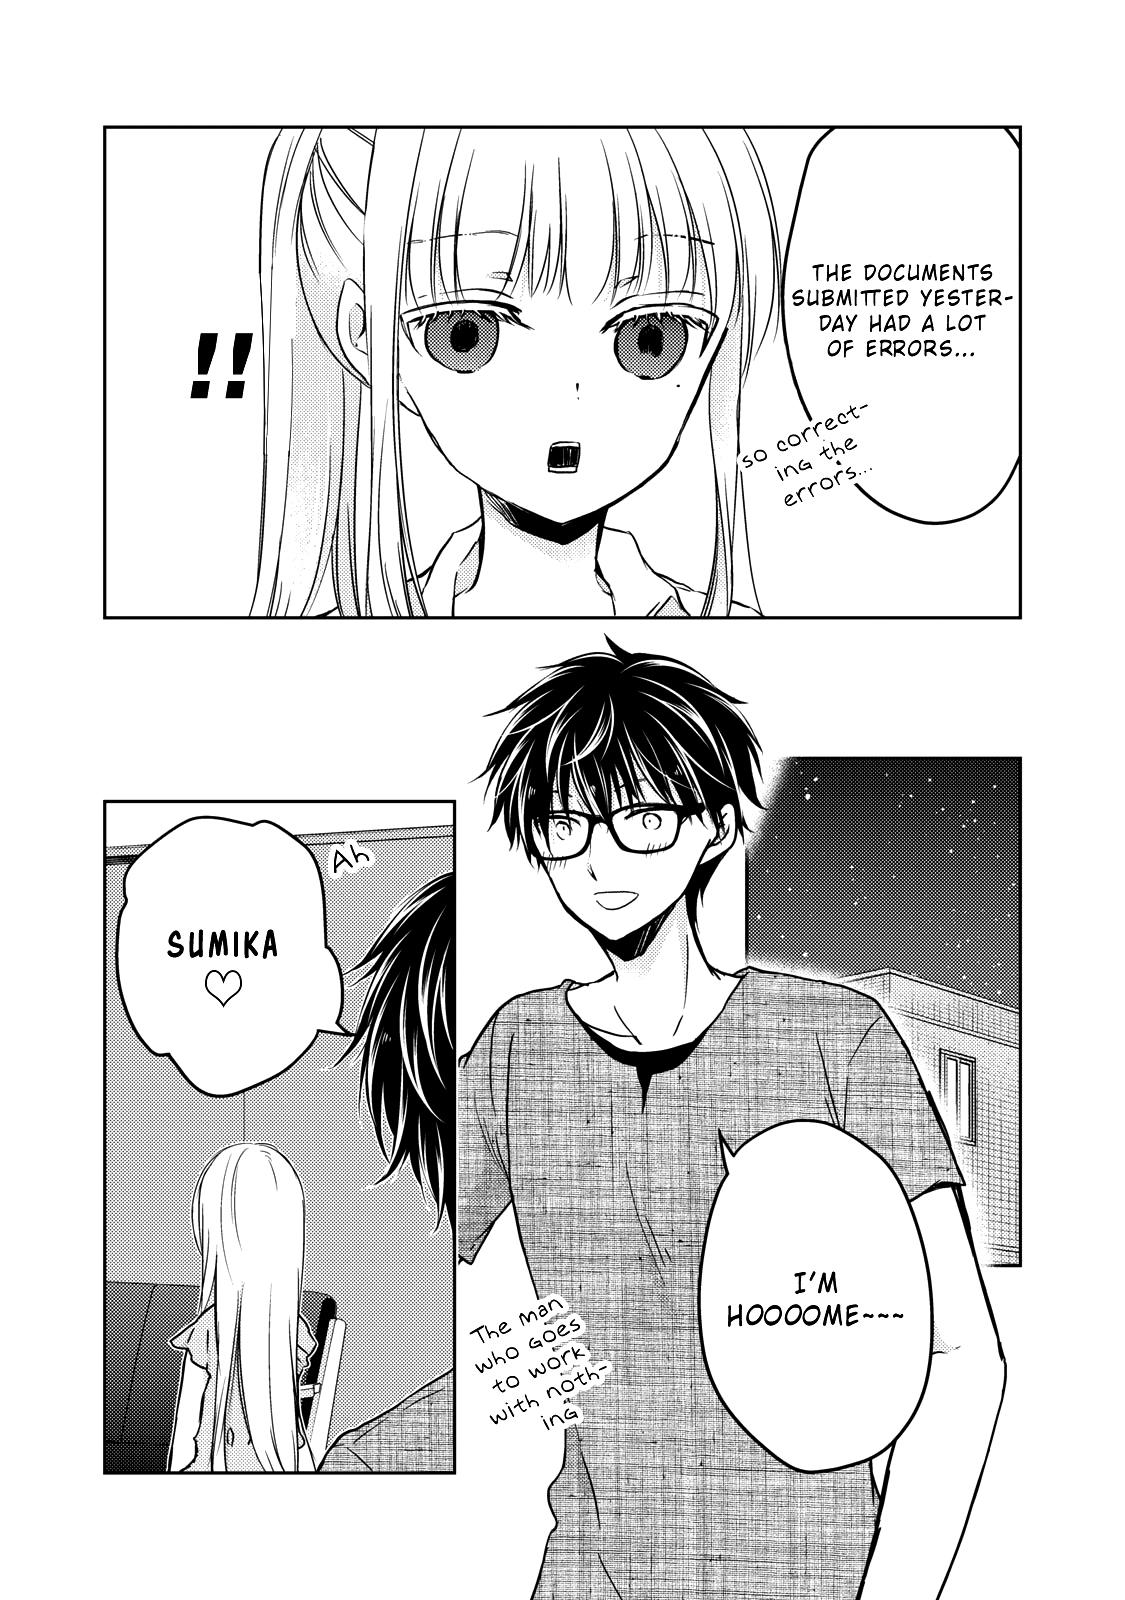 THE DOCUMENTS
SUBMITTED YESTER-
DAY HAD A LOT
OF ERRORS...
so correct-
ing the
errors...
!!
I'M
HOOOOME~~~
The man
who goes
to work
with noth-
ing
Ah
SUMIKA
♡